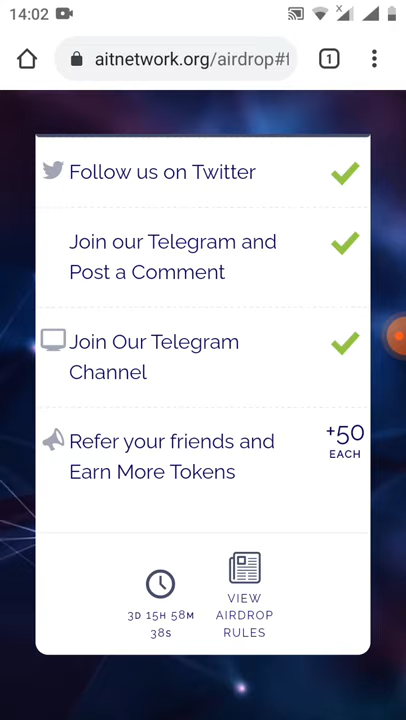 14:02
aitnetwork.org/airdrop#
1
Follow us on Twitter
Join our Telegram and
Post a Comment
Join Our Telegram
Channel
Refer your friends and
Earn More Tokens
+50
EACH
3D 15H 58M
38S
VIEW
AIRDROP
RULES